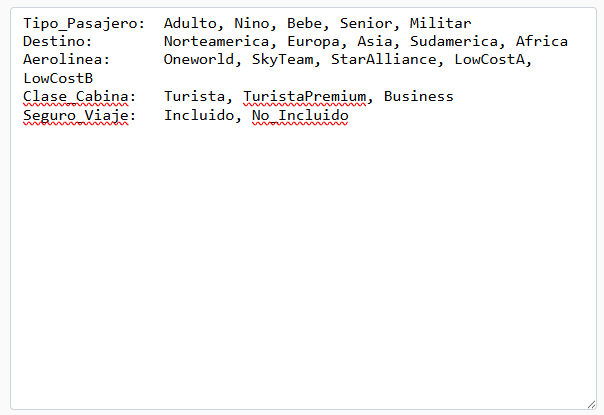 Tipo_Pasajero:  Adulto, Nino, Bebe, Senior, Militar
Destino:        Norteamerica, Europa, Asia, Sudamerica, Africa
Aerolinea:      Oneworld, SkyTeam, StarAlliance, LowCostA,
LowCostB
Clase_Cabina:   Turista, TuristaPremium, Business
Seguro_Viaje:   Incluido, No_Incluido